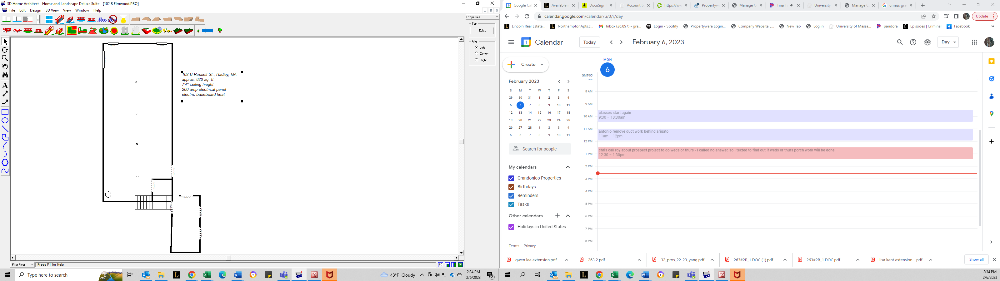 3D Home Architect - Home and Landscape Deluxe Suite - [102 B Elmwood.PRO]
File Edit Design 3D View View Window Help
Properties
Text
Edit...
Align
Left
Center
Right
102 B Russell St., Hadley, MA
approx. 820 sq. ft.
7'4" ceiling hieght
200 amp electrical panel
electric baseboard heat
First Floor Press F1 for Help
2D 3D
Type here to search
43°F Cloudy
2:34 PM
2/6/2023
2
Google Ca
Available
DocuSign
Account L
https://w
Propertyw
Manage C
Tina T
University
Manage C
umass gra
calendar.google.com/calendar/u/0/r/day
Update
Lincoln Real Estate...
NorthamptonApts.c...
Inbox (26,897) - gra...
Login - Spotify
Propertyware Login...
Company Website L...
New Tab
Log in
University of Massa...
pandora
Episodes | Criminal
Facebook
Calendar
Today
February 6, 2023
Day
Create
February 2023
S M T W T F S
29 30 31 1 2 3 4
5 6 7 8 9 10 11
12 13 14 15 16 17 18
19 20 21 22 23 24 25
26 27 28 1 2 3 4
5 6 7 8 9 10 11
Search for people
My calendars
Grandonico Properties
Birthdays
Reminders
Tasks
Other calendars
Holidays in United States
Terms – Privacy
MON
6
GMT-05
8 AM
9 AM
classes start again
9:30 – 10:30am
10 AM
11 AM
antonio remove duct work behind arigato
11am – 12pm
12 PM
chris call roy about prospect project to do weds or thurs - I called no answer, so I texted to find out if weds or thurs porch work will be done
12:30 – 1:30pm
1 PM
2 PM
3 PM
4 PM
5 PM
6 PM
7 PM
8 PM
gwen lee extension.pdf
263 2.pdf
32_pros_22-23_yang.pdf
263#2P_1.DOC (1).pdf
263#2B_1.DOC.pdf
lisa kent extension....pdf
Show all
2:34 PM
2/6/2023